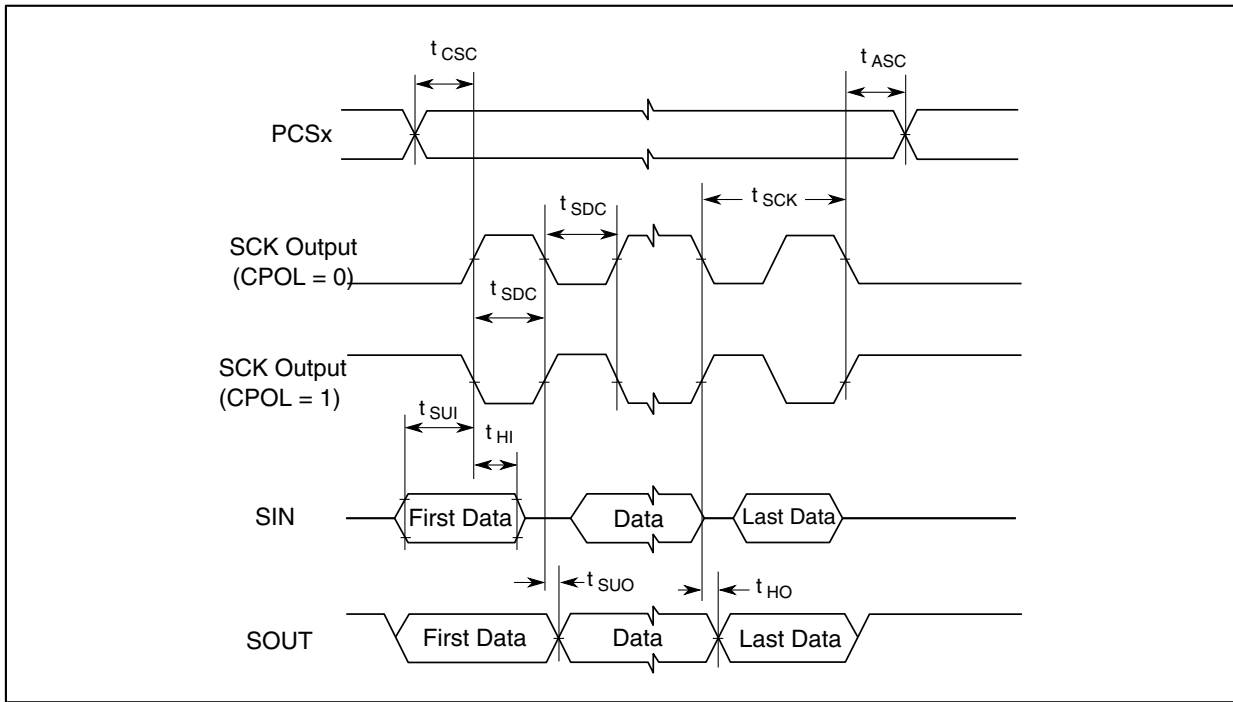 t CSC
t ASC
PCSx
t SDC
t SCK
SCK Output
(CPOL = 0)
t SDC
SCK Output
(CPOL = 1)
t SUI
t HI
SIN
First Data
Data
Last Data
t SUO
t HO
SOUT
First Data
Data
Last Data